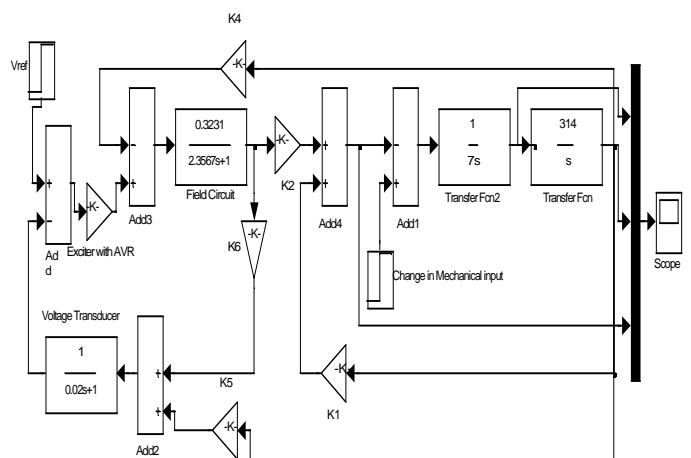 K4
-K-
Vref
0.3231
2.3567s+1
Field Circuit
-K-
K2
1
7s
Transfer Fcn2
314
s
Transfer Fcn
-
+
Add3
+
+
Add4
-
+
Add1
+
-
Ad
d
-K-
Exciter with AVR
-K-
K6
Change in Mechanical input
Scope
Voltage Transducer
1
0.02s+1
+
+
Add2
K5
-K-
-K-
K1